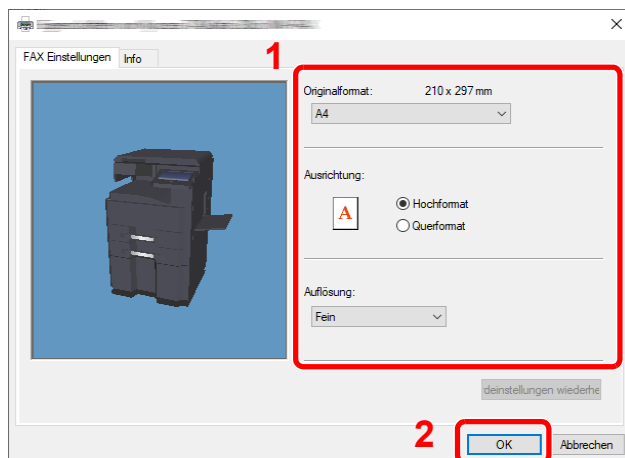 FAX Einstellungen Info
1
Originalformat: 210 x 297 mm
A4
Ausrichtung:
A
Hochformat
Querformat
Auflösung:
Fein
deinstellungen wiederhe
2
OK Abbrechen